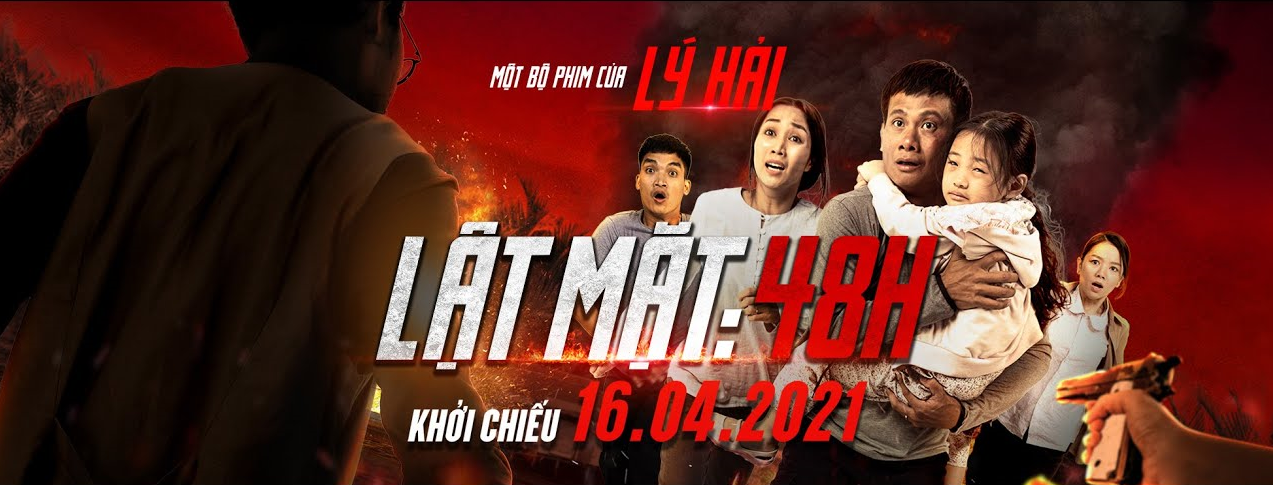 MỘT BỘ PHIM CỦA LÝ HẢI
LẬT MẶT: 48H
KHỞI CHIẾU 16.04.2021